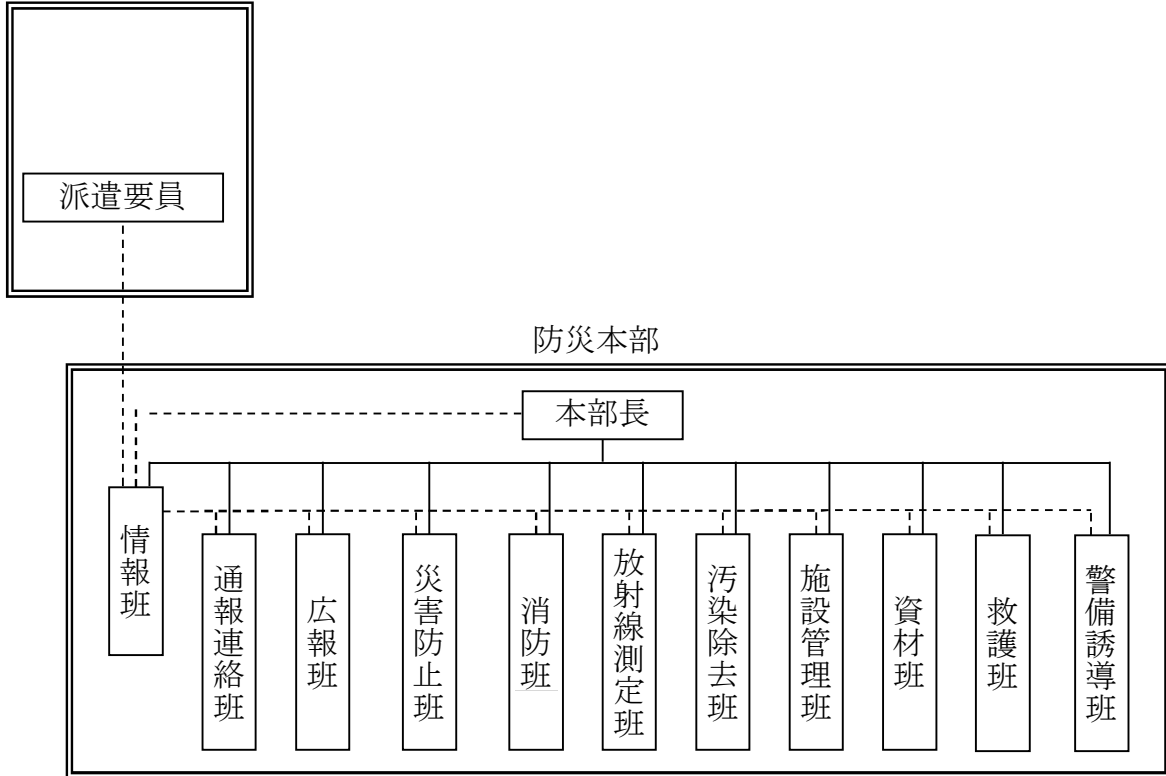 派遣要員
防災本部
本部長
情報班
通報連絡班
広報班
災害防止班
消防班
放射線測定班
汚染除去班
施設管理班
資材班
救護班
警備誘導班